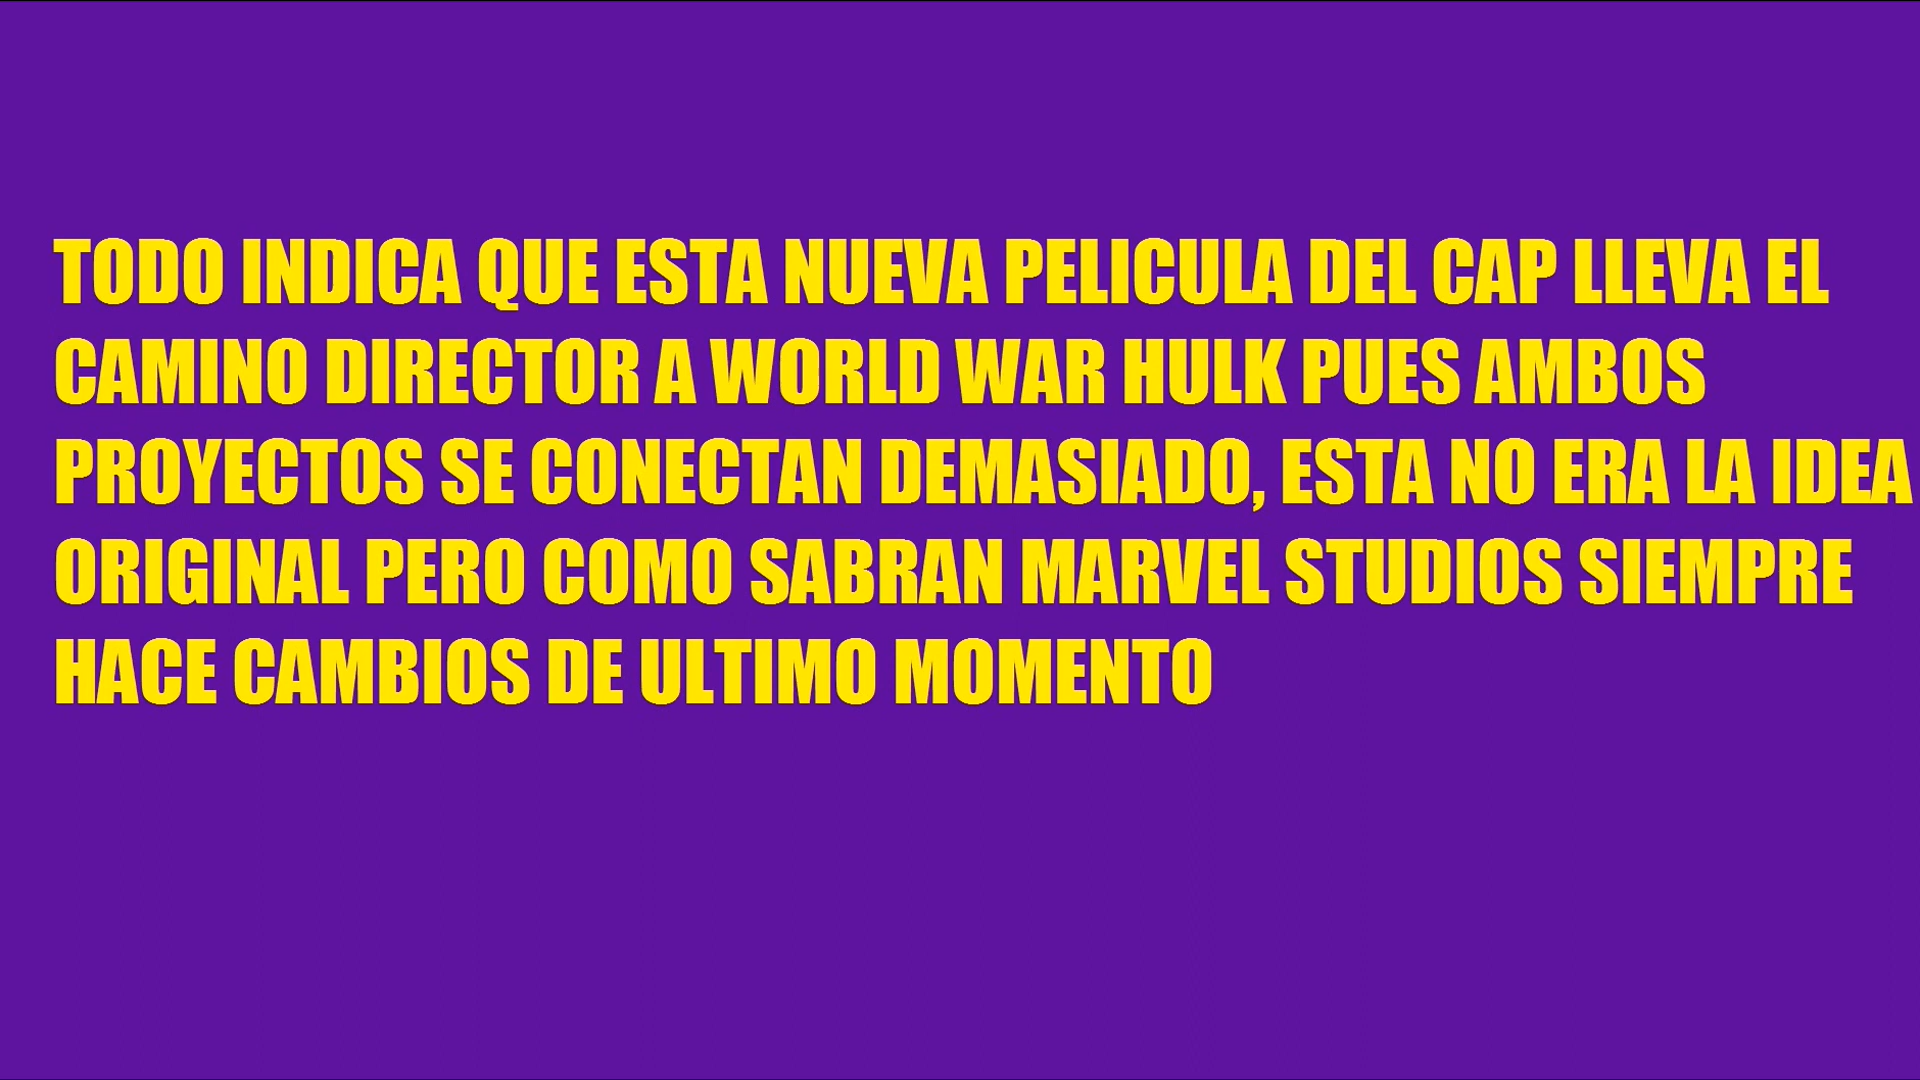 TODO INDICA QUE ESTA NUEVA PELICULA DEL CAP LLEVA EL
CAMINO DIRECTOR A WORLD WAR HULK PUES AMBOS
PROYECTOS SE CONECTAN DEMASIADO, ESTA NO ERA LA IDEA
ORIGINAL PERO COMO SABRAN MARVEL STUDIOS SIEMPRE
HACE CAMBIOS DE ULTIMO MOMENTO